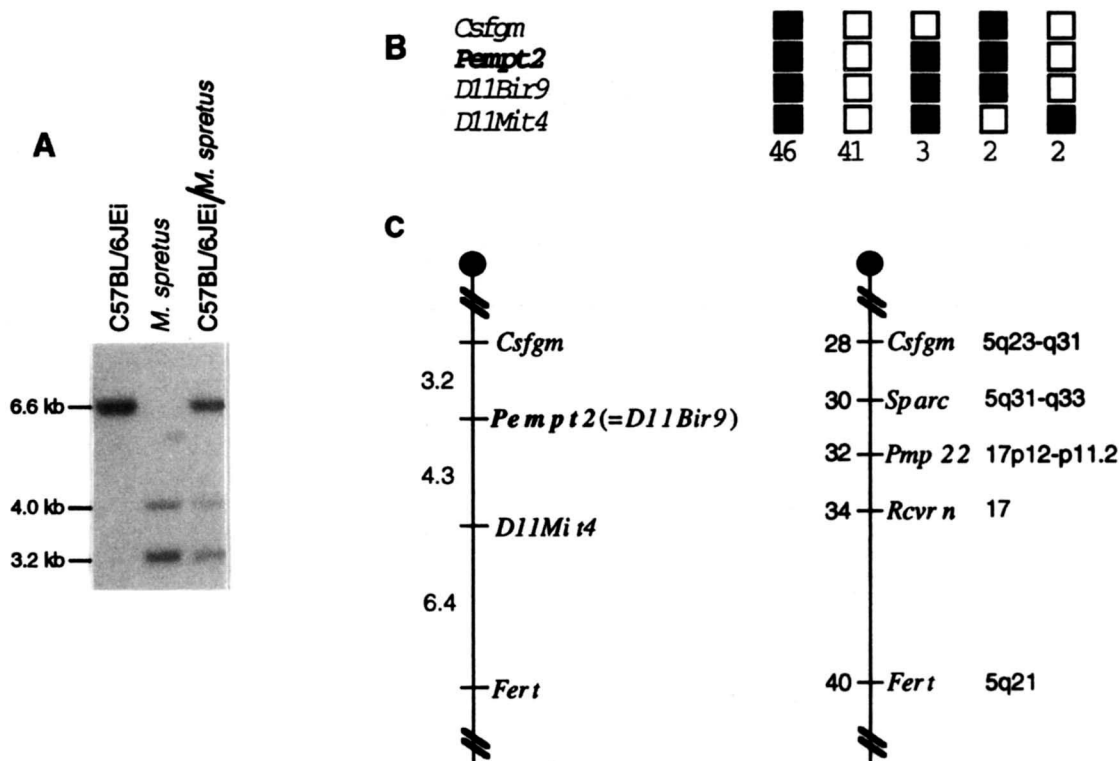 A
C57BL/6JEi
M. spretus
C57BL/6JEi/M. spretus
6.6 kb
4.0 kb
3.2 kb
B
Csfgm
Pempt2
D11Bir9
D11Mit4
46 41 3 2 2
C
Csfgm
3.2
Pempt2(=D11Bir9)
4.3
D11Mit4
6.4
Fert
28 Csfgm 5q23-q31
30 Sparc 5q31-q33
32 Pmp 22 17p12-p11.2
34 Rcvrn 17
40 Fert 5q21